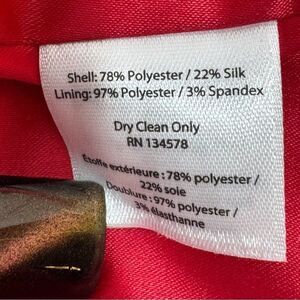 Shell: 78% Polyester / 22% Silk
Lining: 97% Polyester / 3% Spandex
Dry Clean Only
RN 134578
Étoffe extérieure : 78% polyester /
22% soie
Doublure : 97% polyester /
3% élasthanne